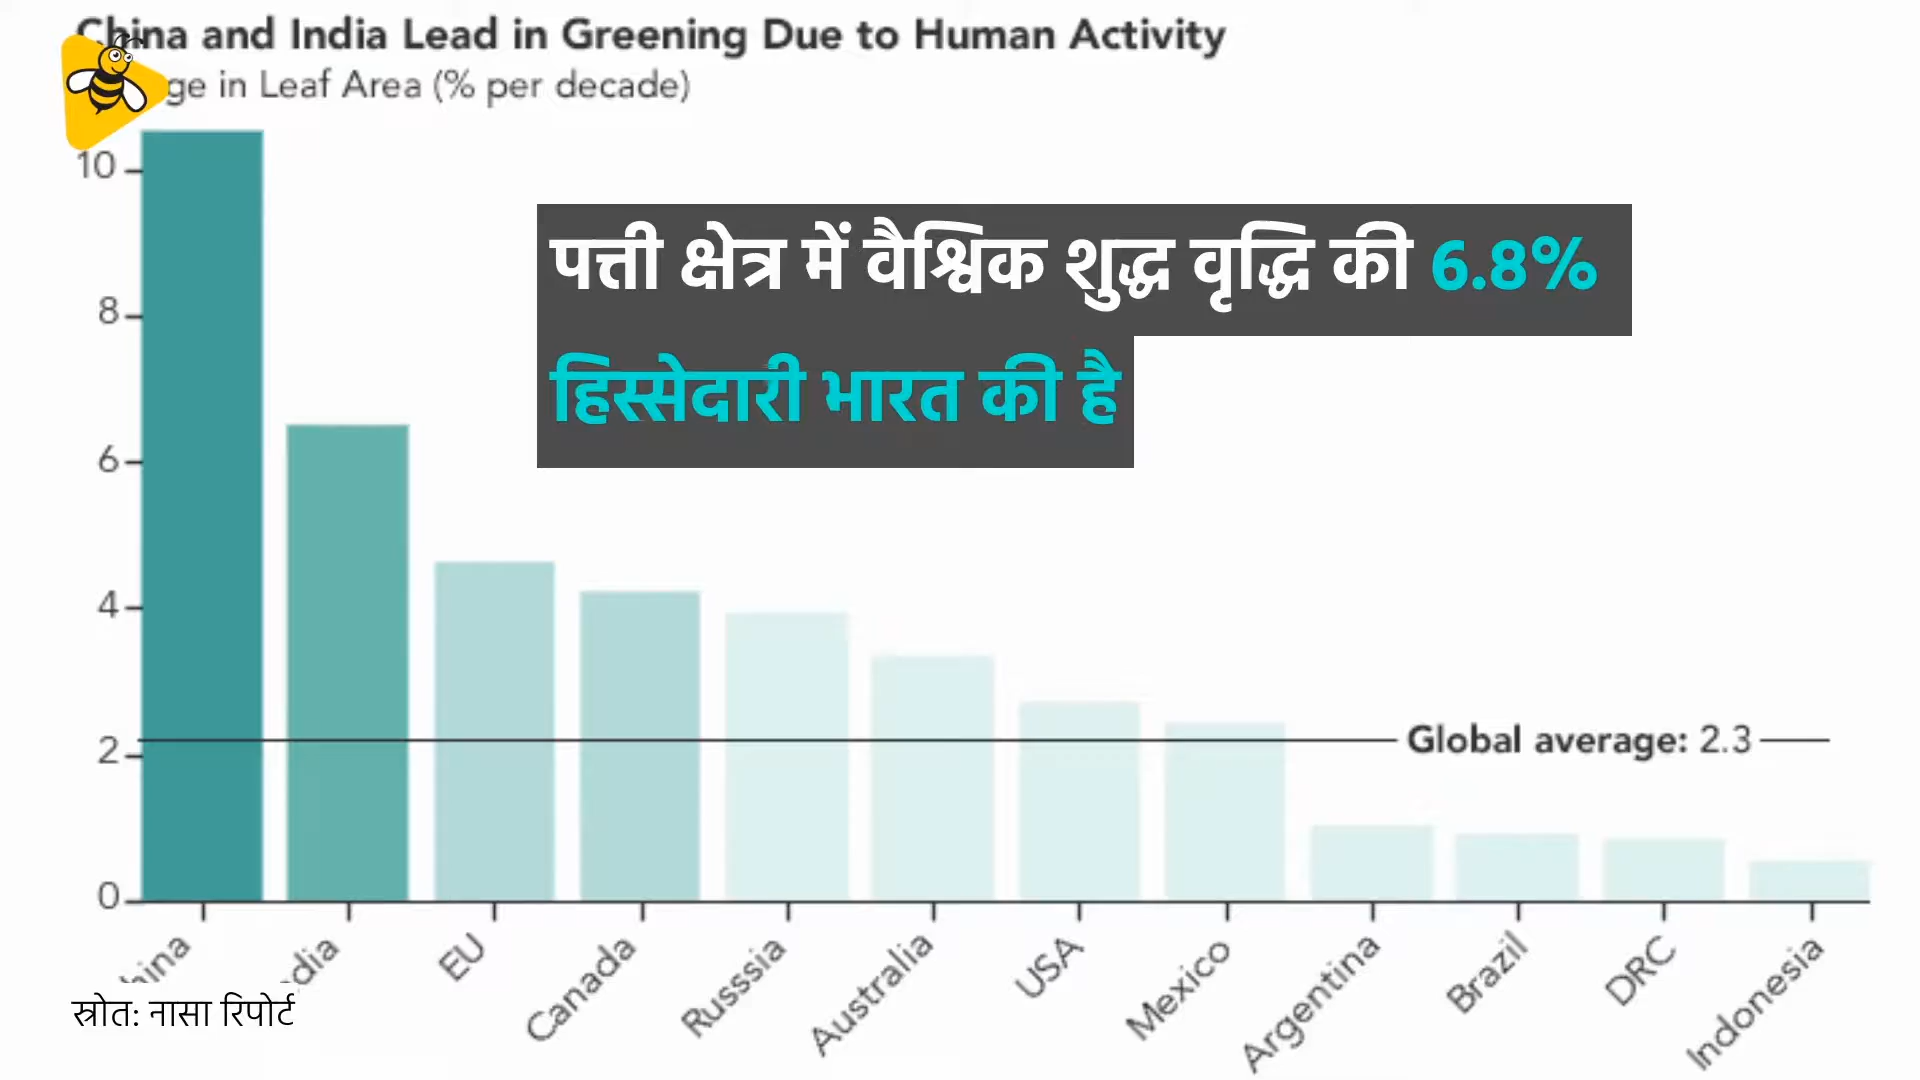 China and India Lead in Greening Due to Human Activity
ge in Leaf Area (% per decade)
10
8
6
4
2
0
पत्ती क्षेत्र में वैश्विक शुद्ध वृद्धि की 6.8%
हिस्सेदारी भारत की है
Global average: 2.3
hina
dia
EU
Canada
Russsia
Australia
USA
Mexico
Argentina
Brazil
DRC
Indonesia
स्रोत: नासा रिपोर्ट